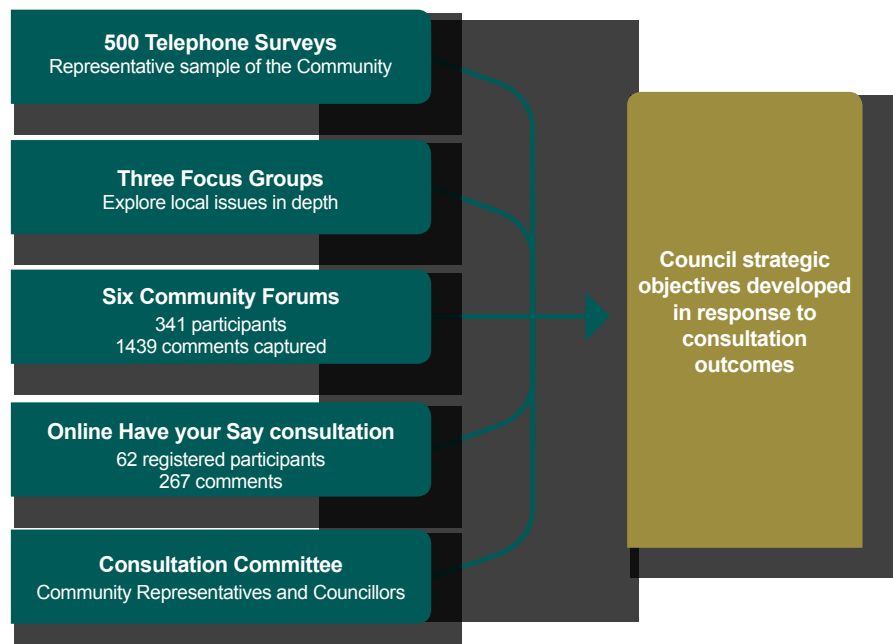 500 Telephone Surveys
Representative sample of the Community
Three Focus Groups
Explore local issues in depth
Six Community Forums
341 participants
1439 comments captured
Online Have your Say consultation
62 registered participants
267 comments
Consultation Committee
Community Representatives and Councillors
Council strategic
objectives developed
in response to
consultation
outcomes